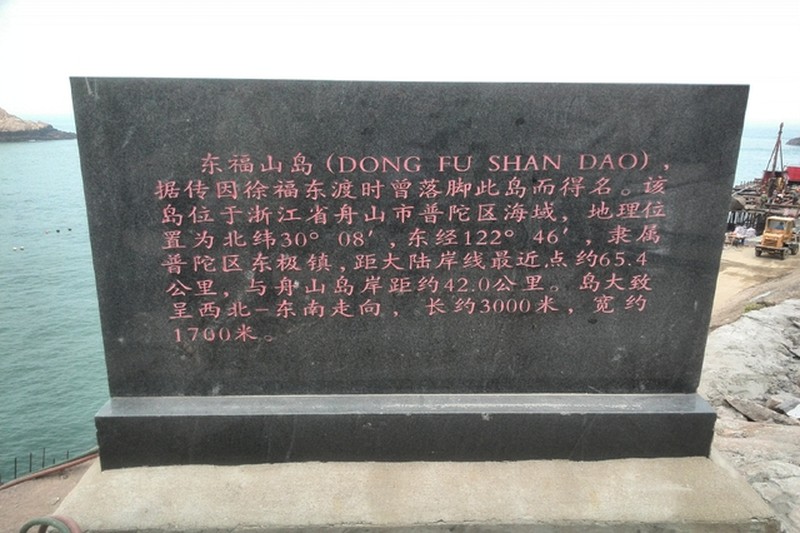 东福山岛(DONG FU SHAN DAO),
据传因徐福东渡时曾落脚此岛而得名。该
岛位于浙江省舟山市普陀区海域，地理位
置为北纬30° 08′,东经122° 46′,隶属
普陀区东极镇,距大陆岸线最近点约65.4
公里，与舟山岛岸距约42.0公里。岛大致
呈西北-东南走向，长约3000米，宽约
1700米。